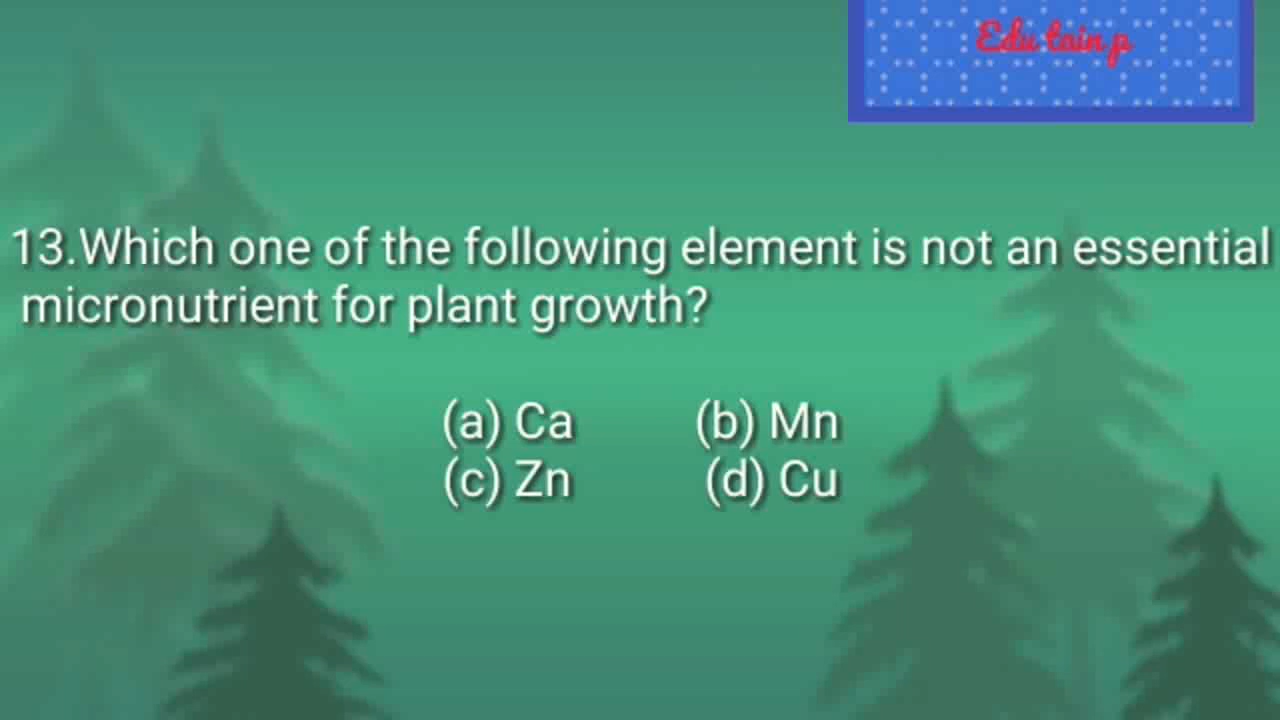 Edu tain p
13.Which one of the following element is not an essential
micronutrient for plant growth?
(a) Ca (b) Mn
(c) Zn (d) Cu